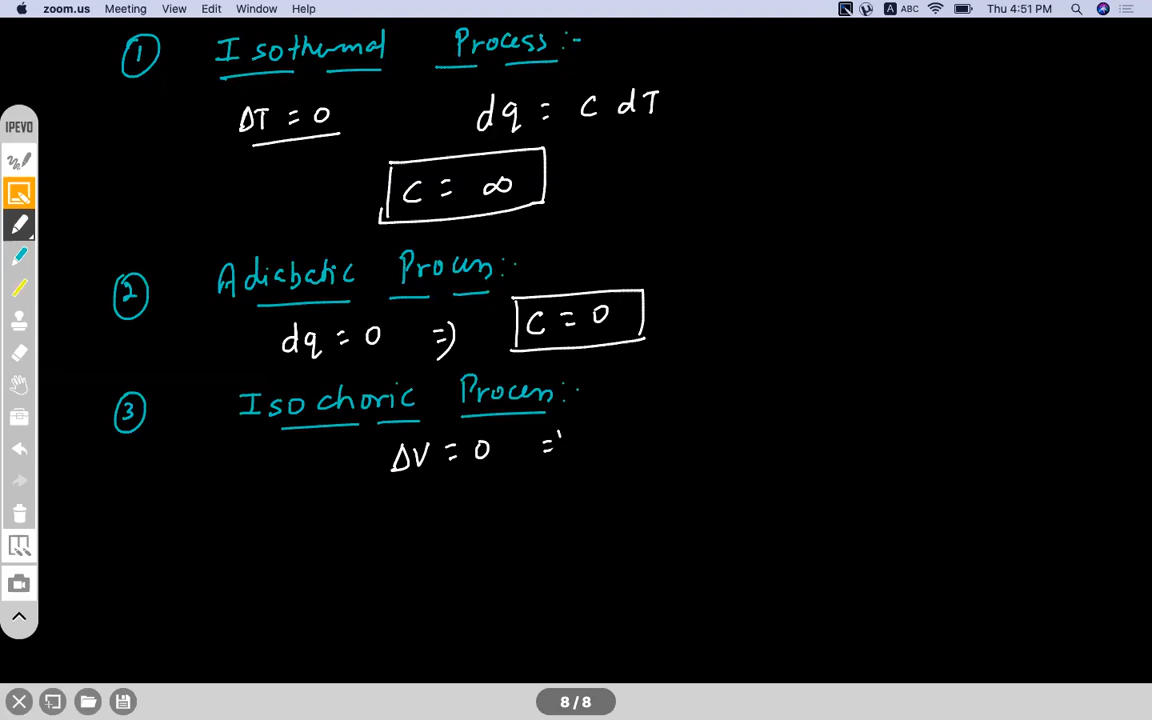 zoom.us Meeting View Edit Window Help ABC Thu 4:51 PM
① Isothermal Process :-
ΔT = 0 dq = C dT
C = ∞
IPEVO
② Adiabatic Process :-
dq = 0 => C = 0
③ Isochoric Process :-
ΔV = 0 =
8 / 8